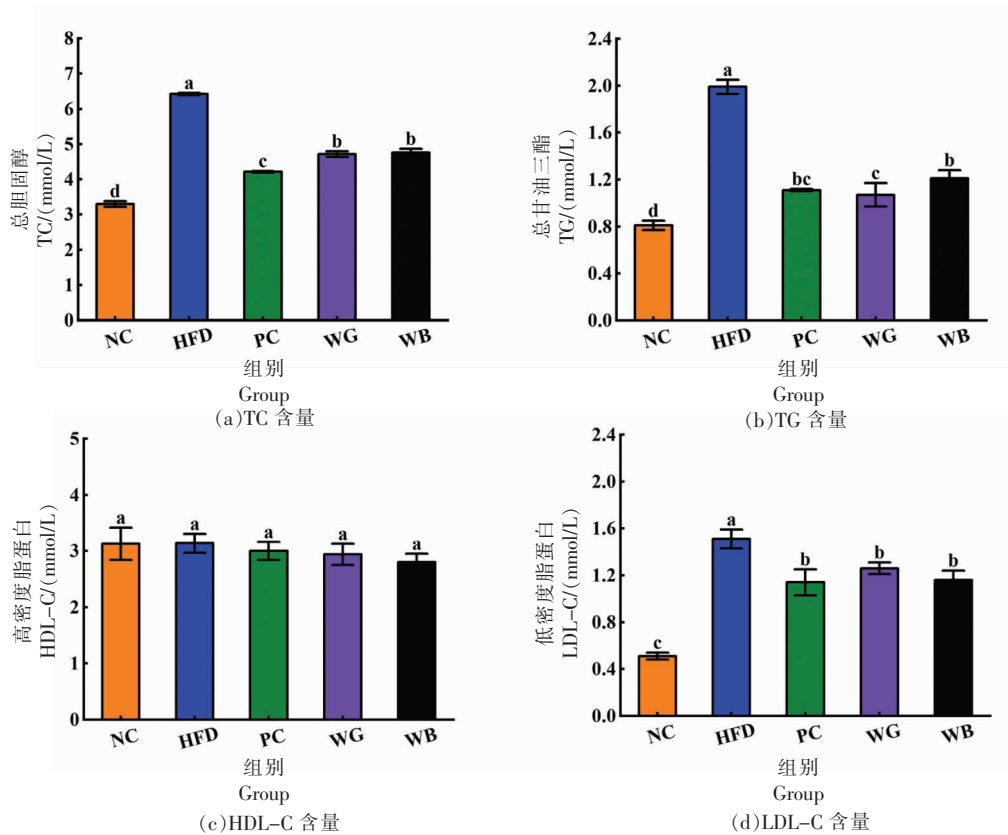 总胆固醇
TC/(mmol/L)
8
7
6
5
4
3
2
1
0
d
a
c
b
b
NC
HFD
PC
WG
WB
组别
Group
(a)TC 含量
总甘油三酯
TG/(mmol/L)
2.4
2.0
1.6
1.2
0.8
0.4
0.0
d
a
bc
c
b
NC
HFD
PC
WG
WB
组别
Group
(b)TG 含量
高密度脂蛋白
HDL-C/(mmol/L)
5
4
3
2
1
0
a
a
a
a
a
NC
HFD
PC
WG
WB
组别
Group
(c)HDL-C 含量
低密度脂蛋白
LDL-C/(mmol/L)
2.4
2.0
1.6
1.2
0.8
0.4
0.0
c
a
b
b
b
NC
HFD
PC
WG
WB
组别
Group
(d)LDL-C 含量